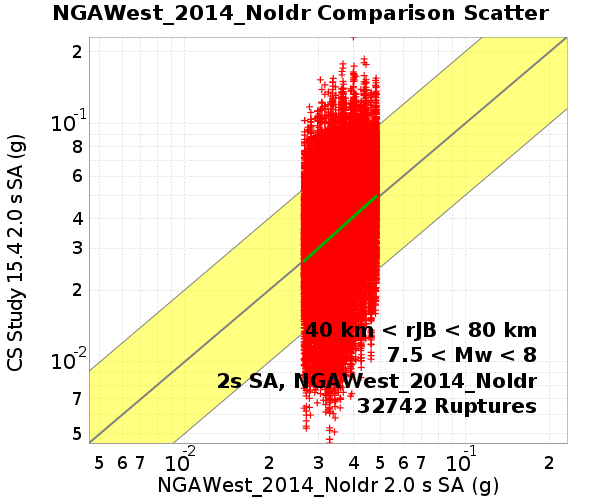 NGAWest_2014_NoIdr Comparison Scatter
CS Study 15.4 2.0 s SA (g)
2
10-1
8
6
4
3
2
10-2
7
5
40 km < rJB < 80 km
7.5 < Mw < 8
2s SA, NGAWest_2014_NoIdr
32742 Ruptures
5 6 7 10-2 2 3 4 5 6 7 10-1 2
NGAWest_2014_NoIdr 2.0 s SA (g)